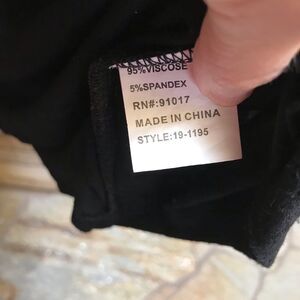 95%VISCOSE
5%SPANDEX
RN#:91017
MADE IN CHINA
STYLE:19-1195